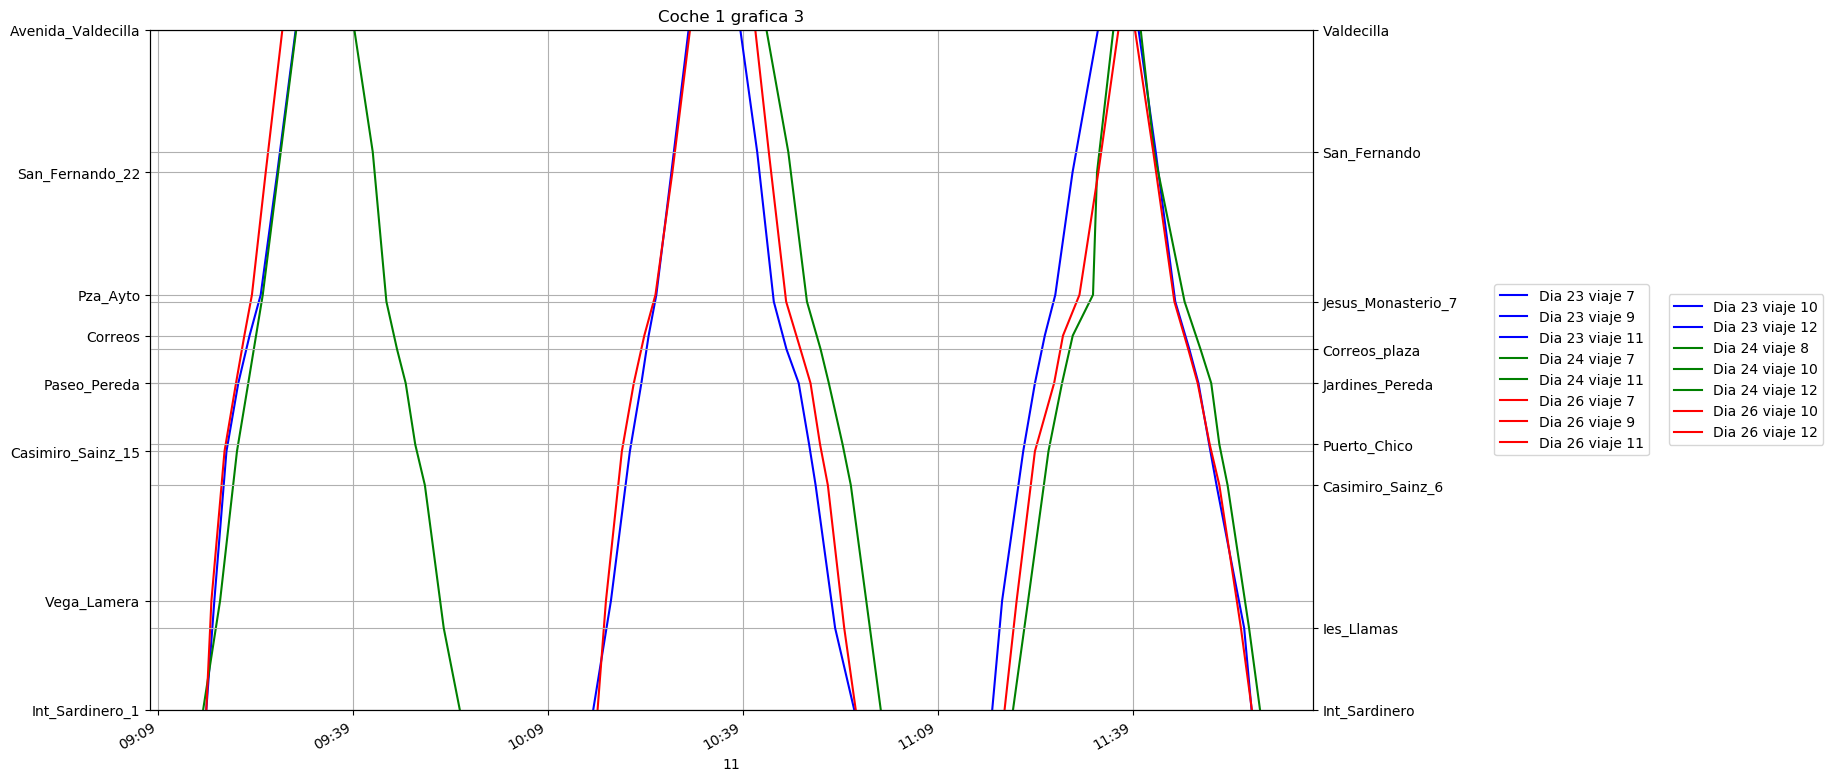 Coche 1 grafica 3
Avenida_Valdecilla
San_Fernando_22
Pza_Ayto
Correos
Paseo_Pereda
Casimiro_Sainz_15
Vega_Lamera
Int_Sardinero_1
Valdecilla
San_Fernando
Jesus_Monasterio_7
Correos_plaza
Jardines_Pereda
Puerto_Chico
Casimiro_Sainz_6
Ies_Llamas
Int_Sardinero
09:09
09:39
10:09
10:39
11:09
11:39
11
Dia 23 viaje 7
Dia 23 viaje 9
Dia 23 viaje 11
Dia 24 viaje 7
Dia 24 viaje 11
Dia 26 viaje 7
Dia 26 viaje 9
Dia 26 viaje 11
Dia 23 viaje 10
Dia 23 viaje 12
Dia 24 viaje 8
Dia 24 viaje 10
Dia 24 viaje 12
Dia 26 viaje 10
Dia 26 viaje 12